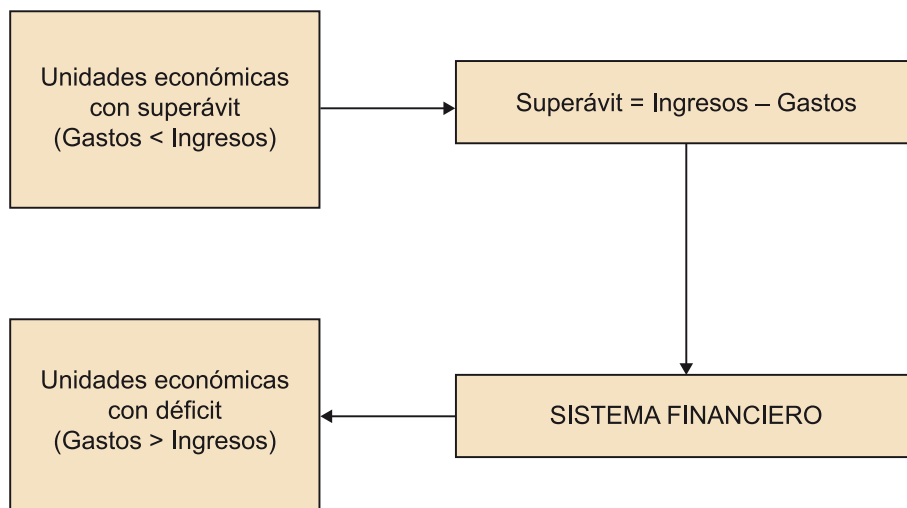 Unidades económicas
con superávit
(Gastos < Ingresos)
Superávit = Ingresos – Gastos
Unidades económicas
con déficit
(Gastos > Ingresos)
SISTEMA FINANCIERO